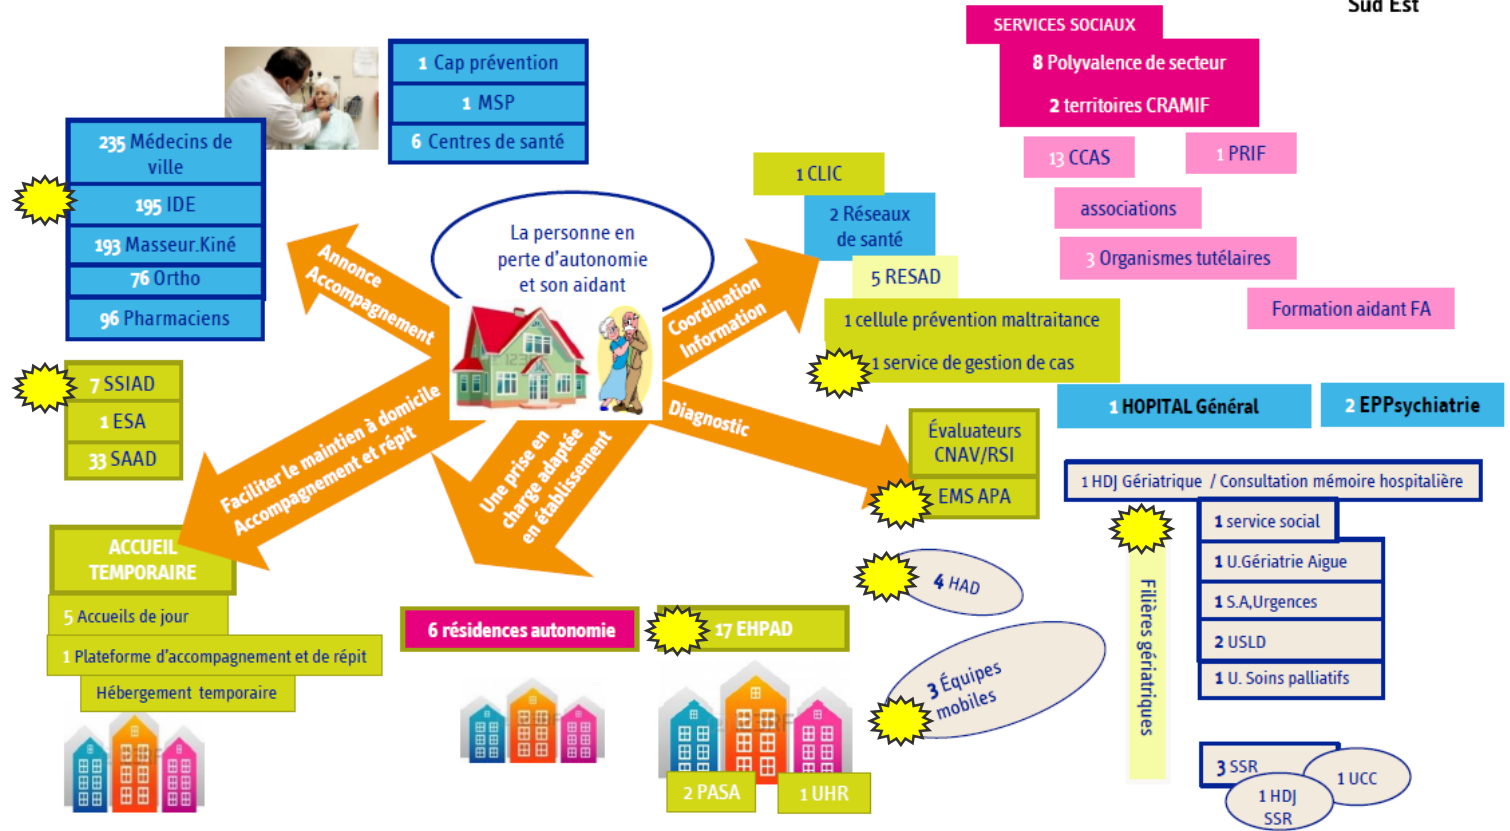 Sud Est
SERVICES SOCIAUX
8 Polyvalence de secteur
2 territoires CRAMIF
13 CCAS
1 PRIF
associations
3 Organismes tutélaires
Formation aidant FA
1 Cap prévention
1 MSP
6 Centres de santé
235 Médecins de
ville
195 IDE
193 Masseur.Kiné
76 Ortho
96 Pharmaciens
7 SSIAD
1 ESA
33 SAAD
La personne en
perte d'autonomie
et son aidant
Annonce
Accompagnement
Coordination
Information
Diagnostic
Faciliter le maintien à domicile
Accompagnement et répit
Une prise en
charge adaptée
en établissement
1 CLIC
2 Réseaux
de santé
5 RESAD
1 cellule prévention maltraitance
1 service de gestion de cas
1 HOPITAL Général
2 EPPsychiatrie
Évaluateurs
CNAV/RSI
EMS APA
1 HDJ Gériatrique / Consultation mémoire hospitalière
1 service social
1 U.Gériatrie Aigue
1 S.A,Urgences
2 USLD
1 U. Soins palliatifs
Filières gériatriques
4 HAD
3 Équipes
mobiles
3 SSR
1 UCC
1 HDJ
SSR
ACCUEIL
TEMPORAIRE
5 Accueils de jour
1 Plateforme d'accompagnement et de répit
Hébergement temporaire
6 résidences autonomie
17 EHPAD
2 PASA
1 UHR